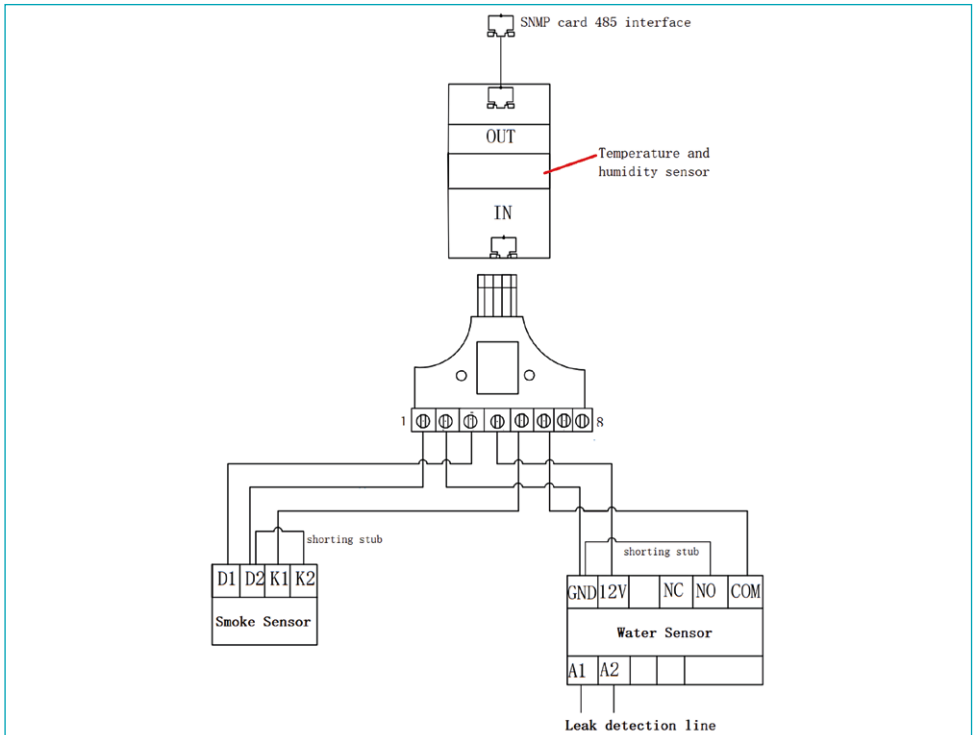 SNMP card 485 interface
OUT
Temperature and
humidity sensor
IN
1 8
shorting stub
shorting stub
D1 D2 K1 K2
Smoke Sensor
GND 12V NC NO COM
Water Sensor
A1 A2
Leak detection line